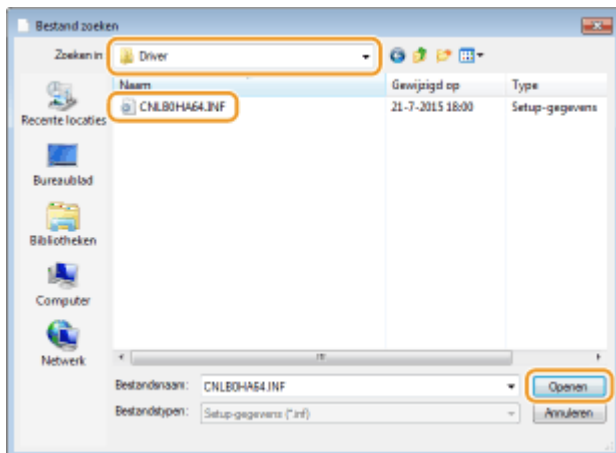 Bestand zoeken
Zoeken in Driver
Naam Gewijzigd op Type
CNLB0HA64.INF 21-7-2015 18:00 Setup-gegevens
Recente locaties
Bureaublad
Bibliotheken
Computer
Netwerk
Bestandsnaam: CNLB0HA64.INF Openen
Bestandstypen: Setup-gegevens (*.inf) Annuleren